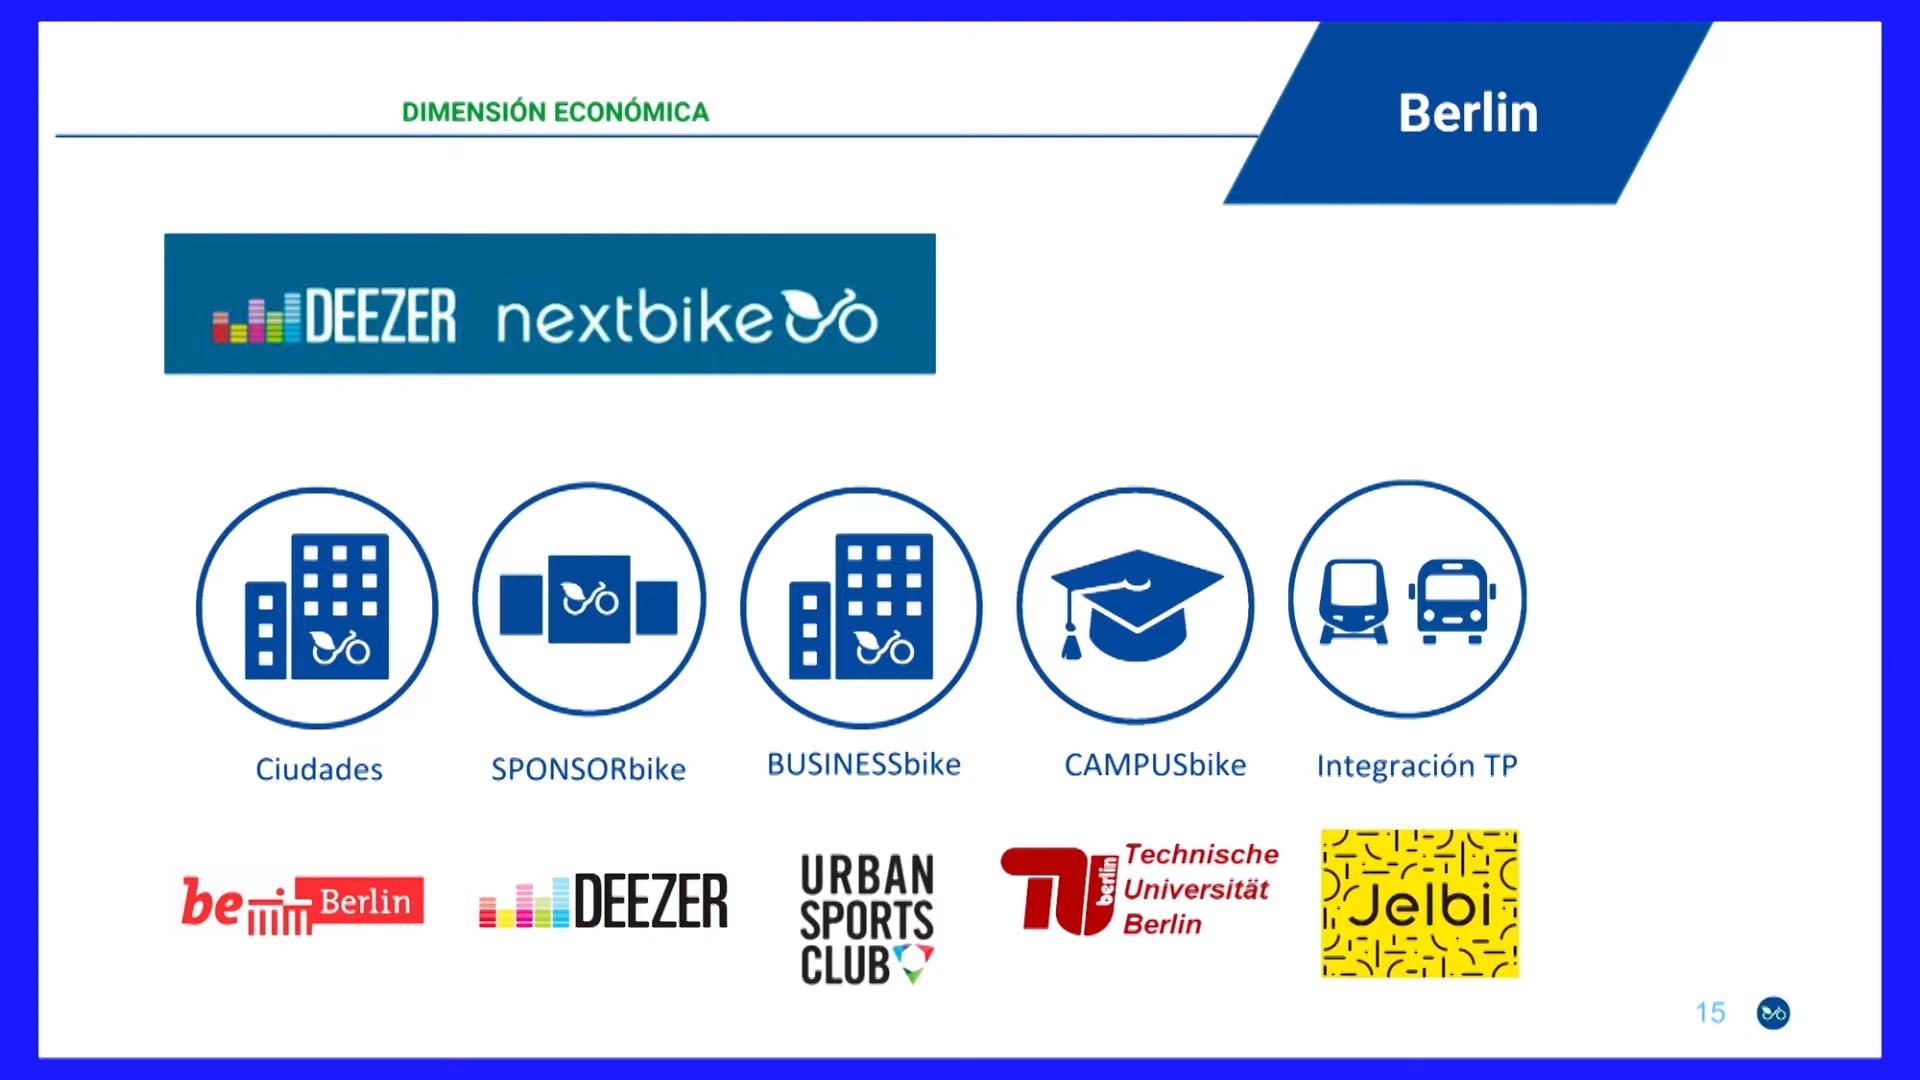 DIMENSIÓN ECONÓMICA
Berlin
DEEZER nextbike
Ciudades
SPONSORbike
BUSINESSbike
CAMPUSbike
Integración TP
be Berlin
DEEZER
URBAN
SPORTS
CLUB
berlin
Technische
Universität
Berlin
Jelbi
15